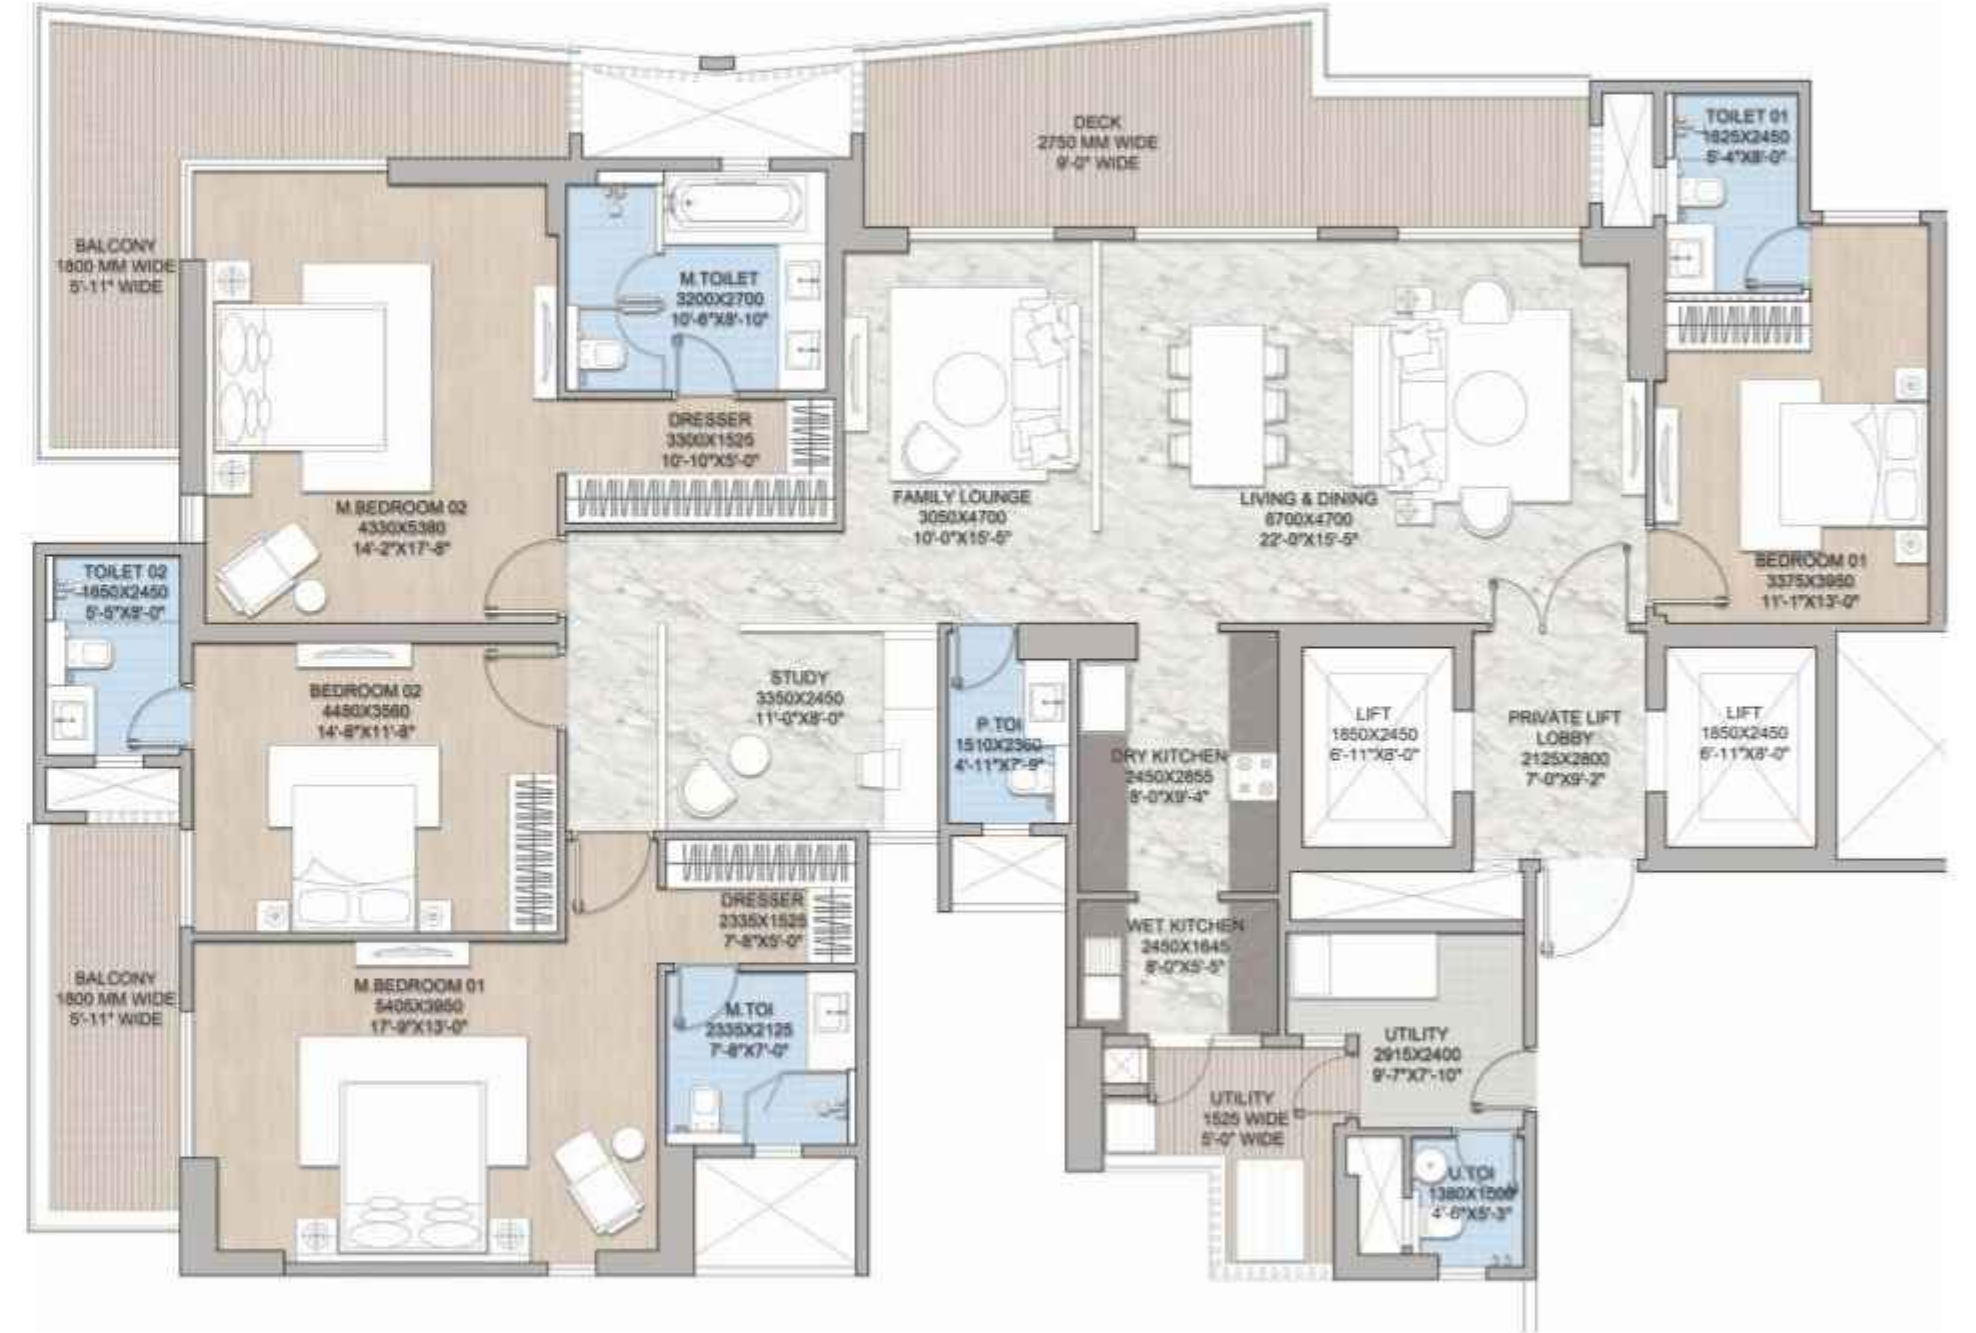 DECK
2750 MM WIDE
9'-0" WIDE
TOILET 01
1625X2450
5'-4"X8'-0"
BALCONY
1800 MM WIDE
5'-11" WIDE
M.TOILET
3200X2700
10'-6"X8'-10"
DRESSER
3300X1525
10'-10"X5'-0"
M.BEDROOM 02
4330X5380
14'-2"X17'-8"
FAMILY LOUNGE
3050X4700
10'-0"X15'-5"
LIVING & DINING
6700X4700
22'-0"X15'-5"
BEDROOM 01
3375X3950
11'-1"X13'-0"
TOILET 02
1650X2450
5'-5"X8'-0"
BEDROOM 02
4480X3560
14'-8"X11'-8"
STUDY
3350X2450
11'-0"X8'-0"
P.TOI
1510X2360
4'-11"X7'-9"
DRY KITCHEN
2450X2855
8'-0"X9'-4"
LIFT
1850X2450
6'-11"X8'-0"
PRIVATE LIFT
LOBBY
2125X2800
7'-0"X9'-2"
LIFT
1850X2450
6'-11"X8'-0"
DRESSER
2335X1525
7'-8"X5'-0"
WET KITCHEN
2450X1645
8'-0"X5'-5"
BALCONY
1800 MM WIDE
5'-11" WIDE
M.BEDROOM 01
5405X3950
17'-9"X13'-0"
M.TOI
2335X2125
7'-8"X7'-0"
UTILITY
2915X2400
9'-7"X7'-10"
UTILITY
1525 WIDE
5'-0" WIDE
U.TOI
1380X1500
4'-6"X5'-3"